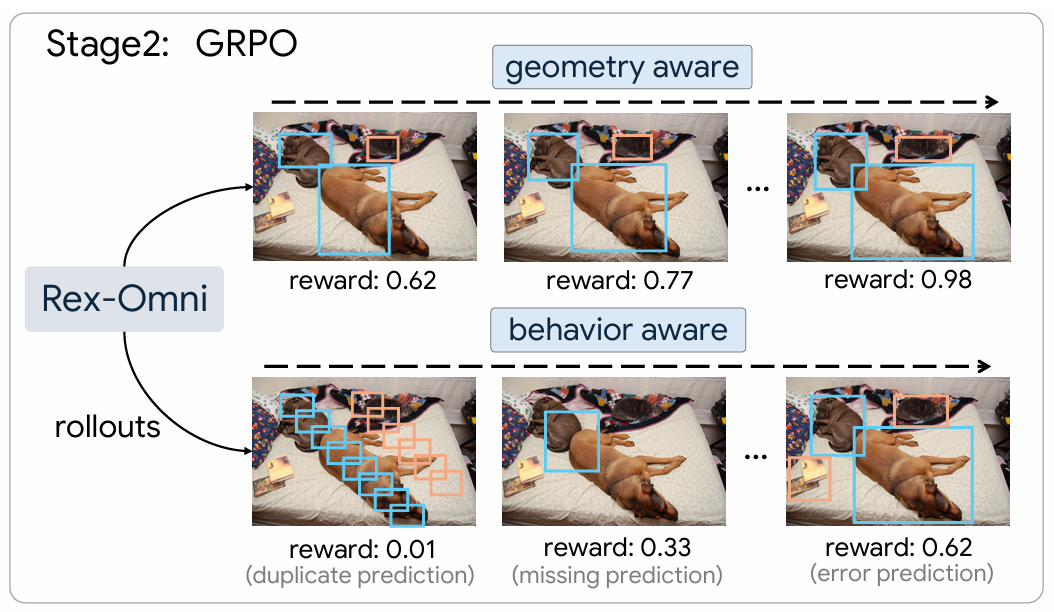 Stage2: GRPO
geometry aware
reward: 0.62
reward: 0.77
...
reward: 0.98
Rex-Omni
behavior aware
rollouts
...
reward: 0.01
(duplicate prediction)
reward: 0.33
(missing prediction)
reward: 0.62
(error prediction)